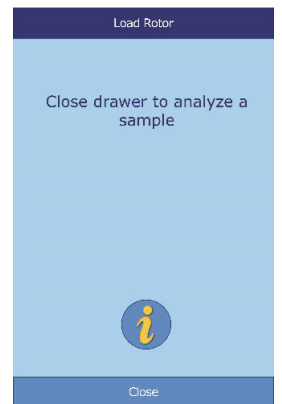 Load Rotor
Close drawer to analyze a
sample
i
Close